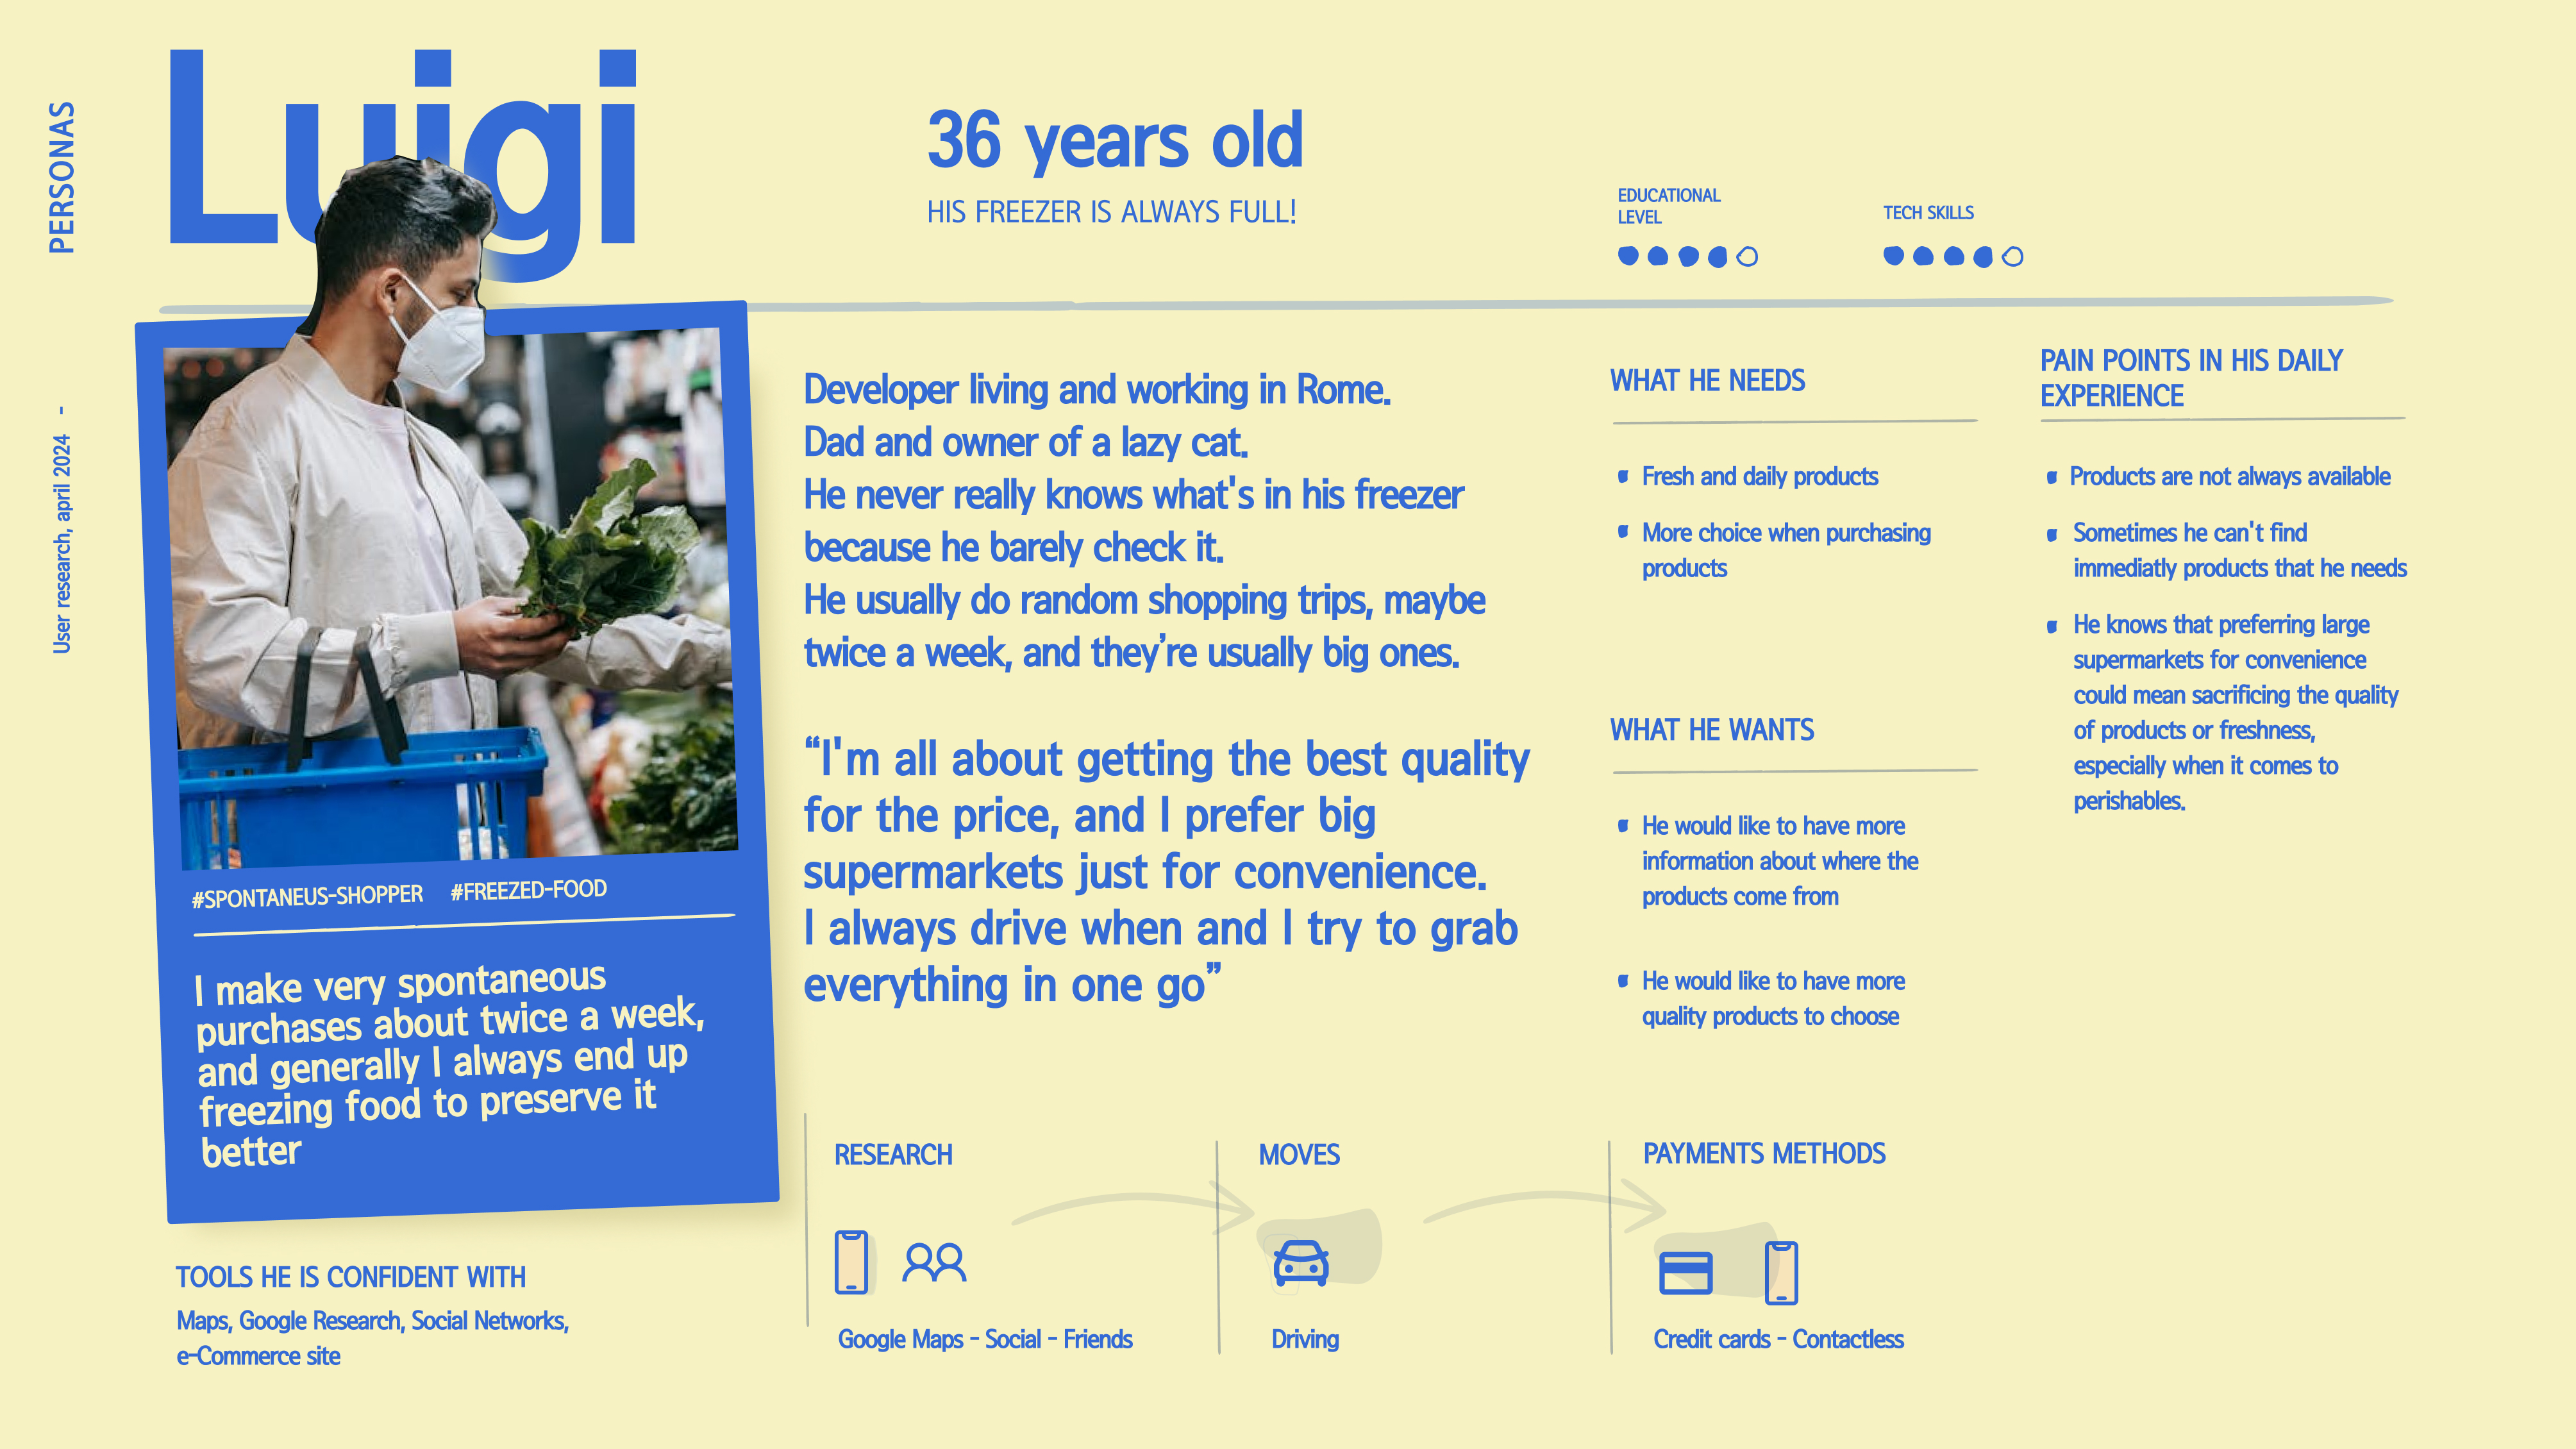 PERSONAS
User research, april 2024 -
Luigi
36 years old
HIS FREEZER IS ALWAYS FULL!
EDUCATIONAL
LEVEL
TECH SKILLS
#SPONTANEUS-SHOPPER #FREEZED-FOOD
I make very spontaneous
purchases about twice a week,
and generally I always end up
freezing food to preserve it
better
TOOLS HE IS CONFIDENT WITH
Maps, Google Research, Social Networks,
e-Commerce site
Developer living and working in Rome.
Dad and owner of a lazy cat.
He never really knows what's in his freezer
because he barely check it.
He usually do random shopping trips, maybe
twice a week, and they’re usually big ones.
“I'm all about getting the best quality
for the price, and I prefer big
supermarkets just for convenience.
I always drive when and I try to grab
everything in one go”
WHAT HE NEEDS
Fresh and daily products
More choice when purchasing
products
WHAT HE WANTS
He would like to have more
information about where the
products come from
He would like to have more
quality products to choose
PAIN POINTS IN HIS DAILY
EXPERIENCE
Products are not always available
Sometimes he can't find
immediatly products that he needs
He knows that preferring large
supermarkets for convenience
could mean sacrificing the quality
of products or freshness,
especially when it comes to
perishables.
RESEARCH
Google Maps - Social - Friends
MOVES
Driving
PAYMENTS METHODS
Credit cards - Contactless